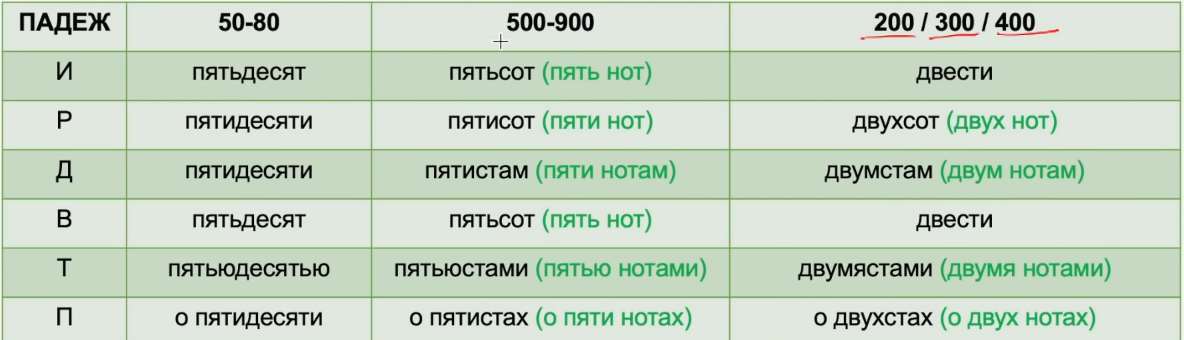 ПАДЕЖ 50-80 500-900 200 / 300 / 400
И пятьдесят пятьсот (пять нот) двести
Р пятидесяти пятисот (пяти нот) двухсот (двух нот)
Д пятидесяти пятистам (пяти нотам) двумстам (двум нотам)
В пятьдесят пятьсот (пять нот) двести
Т пятьюдесятью пятьюстами (пятью нотами) двумястами (двумя нотами)
П о пятидесяти о пятистах (о пяти нотах) о двухстах (о двух нотах)